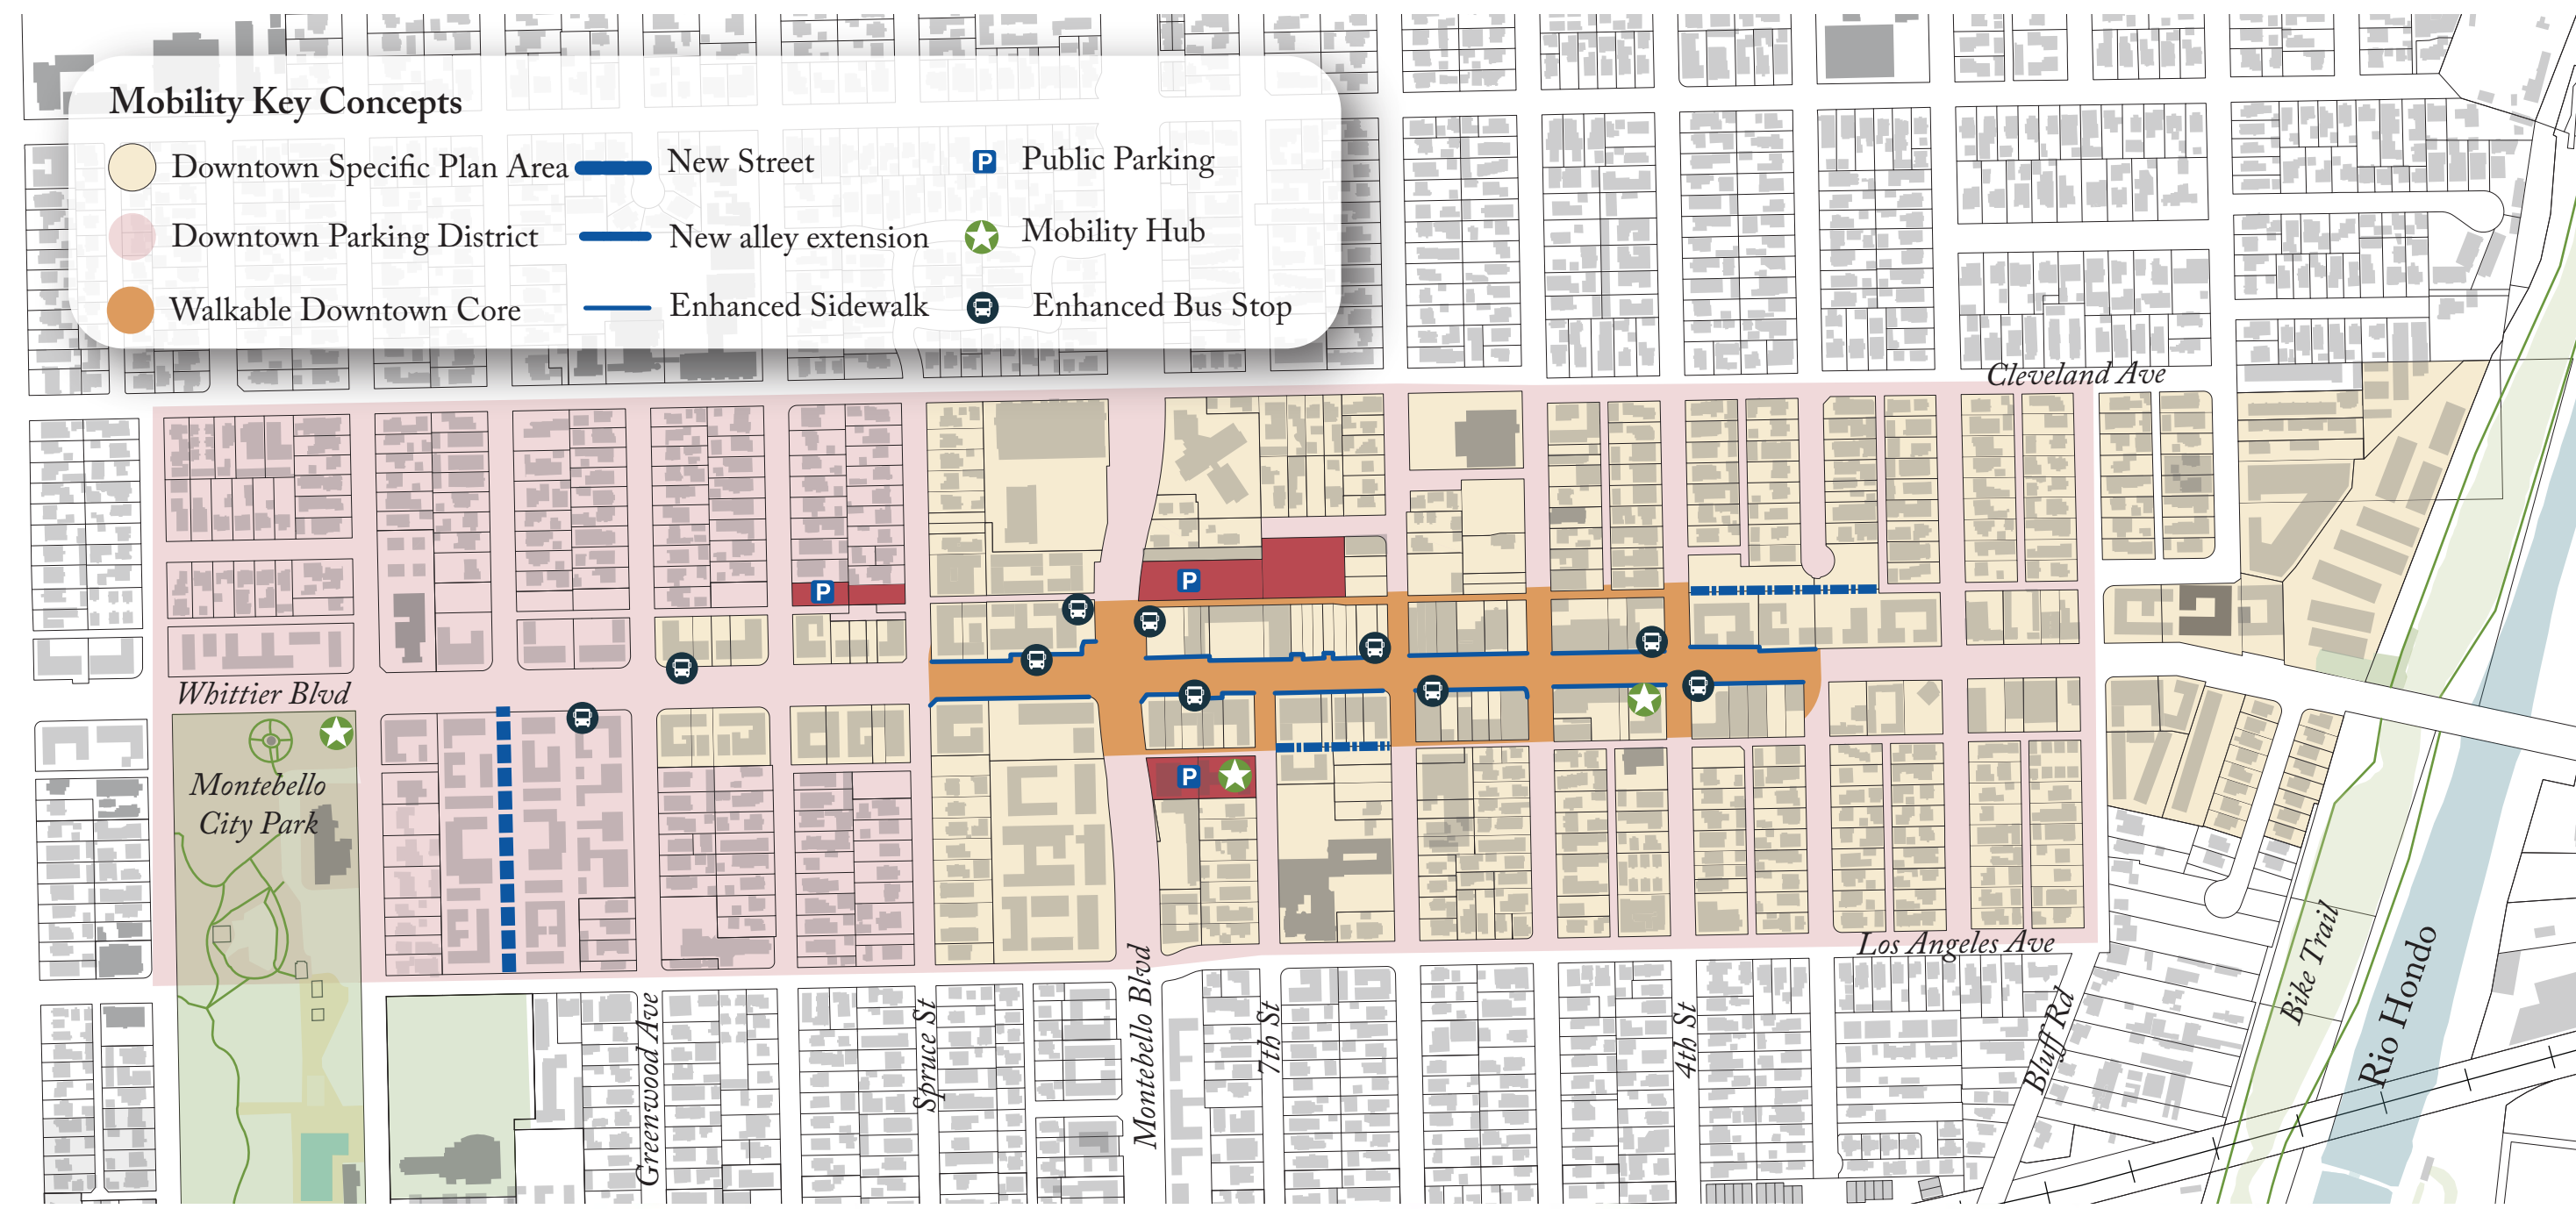 Mobility Key Concepts
Downtown Specific Plan Area
New Street
P Public Parking
Downtown Parking District
New alley extension
Mobility Hub
Walkable Downtown Core
Enhanced Sidewalk
Enhanced Bus Stop
Cleveland Ave
P
P
Whittier Blvd
Montebello
City Park
P
Los Angeles Ave
Greenwood Ave
Spruce St
Montebello Blvd
7th St
4th St
Bluff Rd
Bike Trail
Rio Hondo